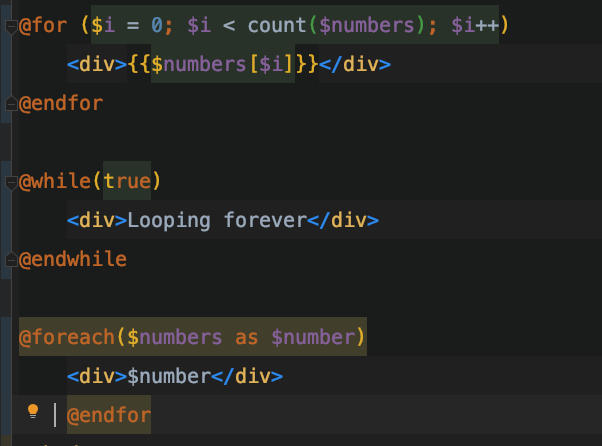 @for ($i = 0; $i < count($numbers); $i++)
<div>{{$numbers[$i]}}</div>
@endfor
@while(true)
<div>Looping forever</div>
@endwhile
@foreach($numbers as $number)
<div>$number</div>
@endfor